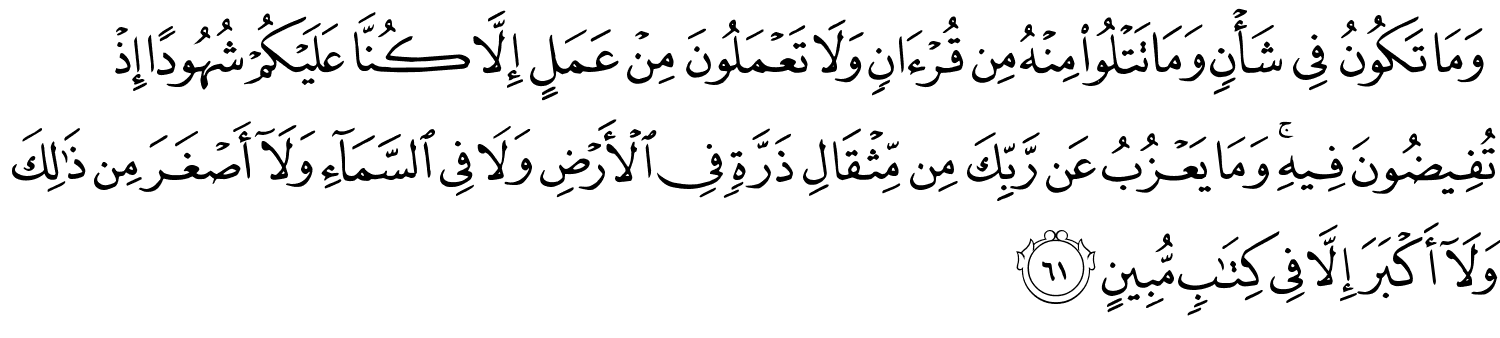 وَمَا تَكُونُ فِى شَأْنٍ وَمَا تَتْلُوا۟ مِنْهُ مِن قُرْءَانٍ وَلَا تَعْمَلُونَ مِنْ عَمَلٍ إِلَّا كُنَّا عَلَيْكُمْ شُهُودًا إِذْ
تُفِيضُونَ فِيهِ ۚ وَمَا يَعْزُبُ عَن رَّبِّكَ مِن مِّثْقَالِ ذَرَّةٍ فِى ٱلْأَرْضِ وَلَا فِى ٱلسَّمَآءِ وَلَآ أَصْغَرَ مِن ذَٰلِكَ
وَلَآ أَكْبَرَ إِلَّا فِى كِتَـٰبٍ مُّبِينٍ ٦١